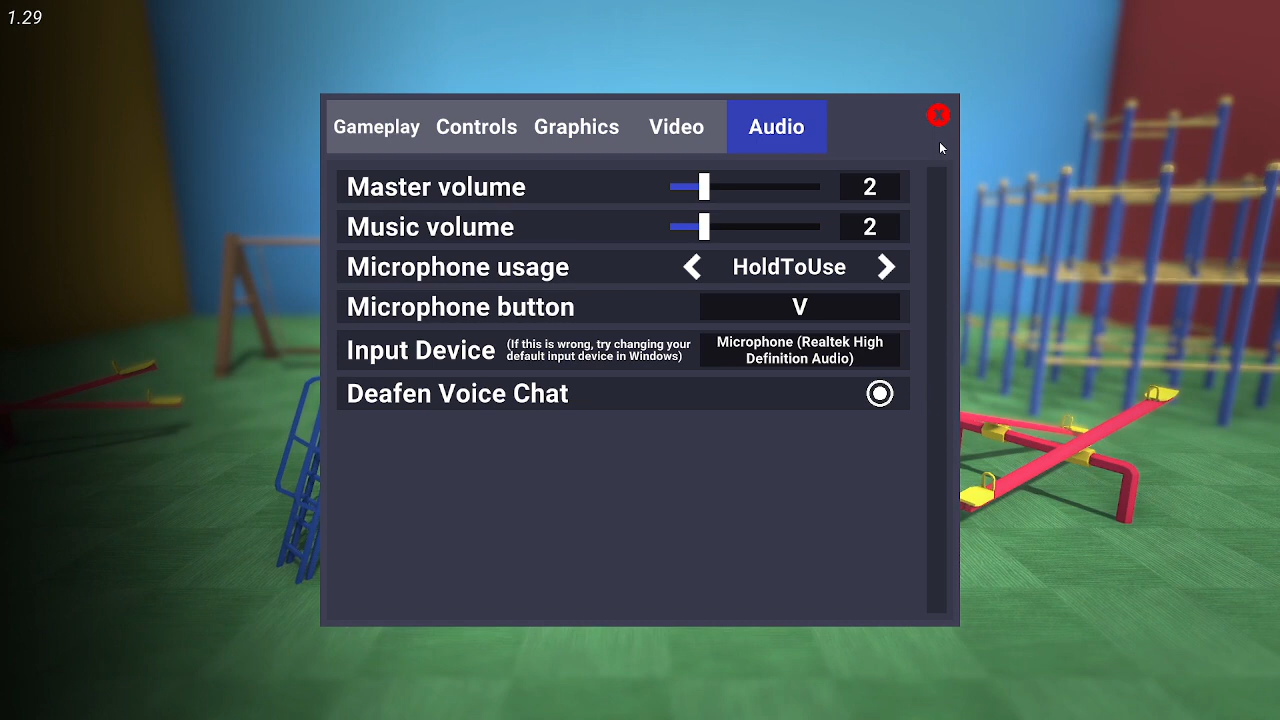 1.29
Gameplay Controls Graphics Video Audio
X
Master volume 2
Music volume 2
Microphone usage HoldToUse
Microphone button V
Input Device (If this is wrong, try changing your
default input device in Windows)
Microphone (Realtek High
Definition Audio)
Deafen Voice Chat